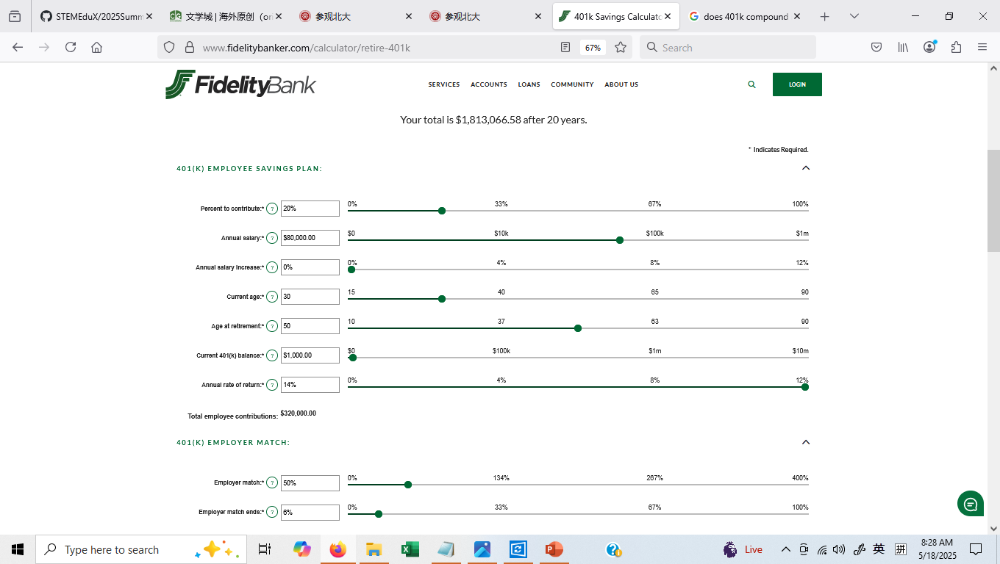 STEMEduX/2025Summ
文学城 | 海外原创（or
参观北大
参观北大
401k Savings Calculato
does 401k compound
www.fidelitybanker.com/calculator/retire-401k
67%
Search
FidelityBank
SERVICES
ACCOUNTS
LOANS
COMMUNITY
ABOUT US
LOGIN
Your total is $1,813,066.58 after 20 years.
* Indicates Required.
401(K) EMPLOYEE SAVINGS PLAN:
Percent to contribute:* ? 20% 0% 33% 67% 100%
Annual salary:* ? $80,000.00 $0 $10k $100k $1m
Annual salary increase:* ? 0% 0% 4% 8% 12%
Current age:* ? 30 15 40 65 90
Age at retirement:* ? 50 10 37 63 90
Current 401(k) balance:* ? $1,000.00 $0 $100k $1m $10m
Annual rate of return:* ? 14% 0% 4% 8% 12%
Total employee contributions: $320,000.00
401(K) EMPLOYER MATCH:
Employer match:* ? 50% 0% 134% 267% 400%
Employer match ends:* ? 6% 0% 33% 67% 100%
Type here to search
Live
英
拼
8:28 AM
5/18/2025